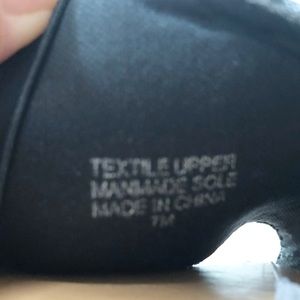 TEXTILE UPPER
MANMADE SOLE
MADE IN CHINA
7M